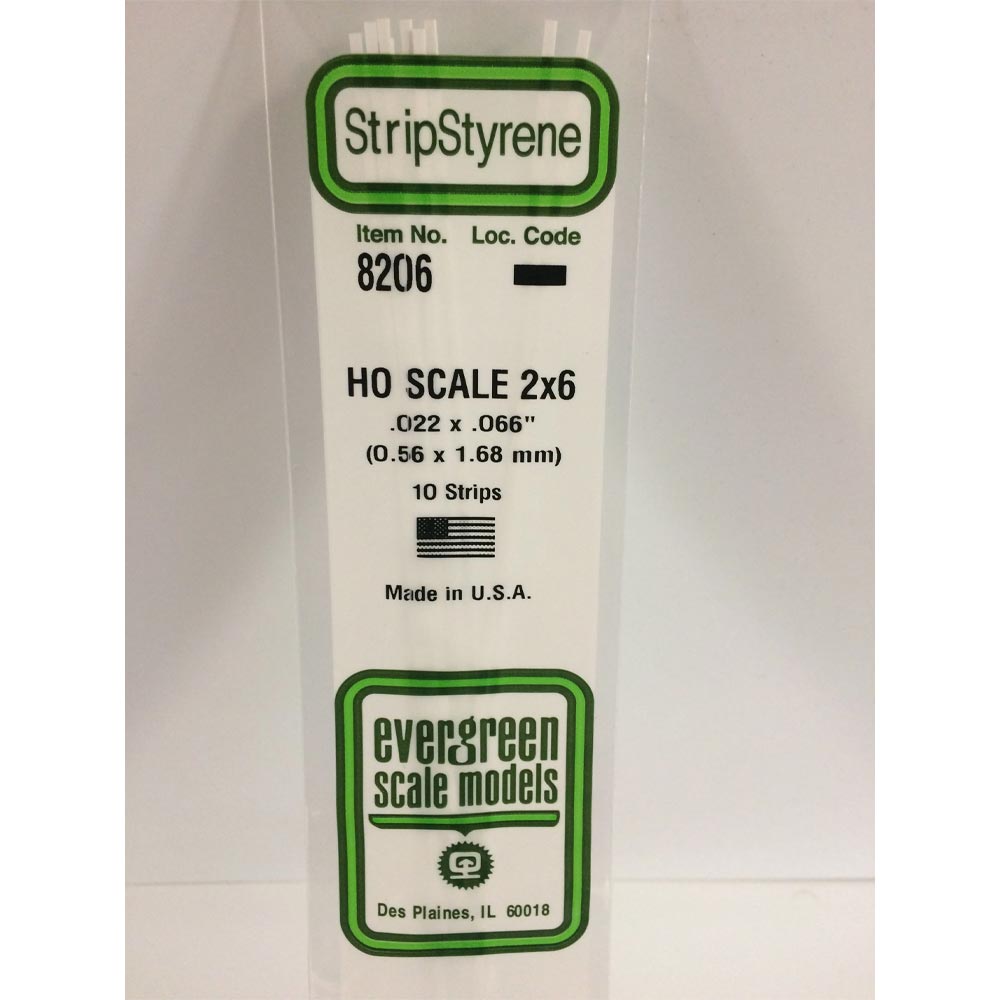 StripStyrene
Item No. Loc. Code
8206
HO SCALE 2x6
.022 x .066"
(0.56 x 1.68 mm)
10 Strips
Made in U.S.A.
evergreen
scale models
Des Plaines, IL 60018